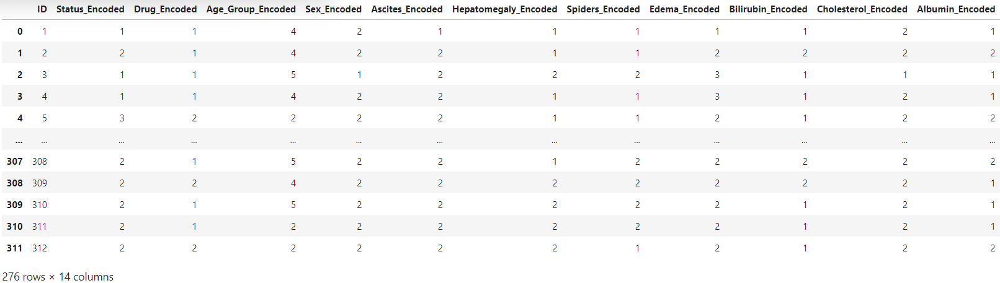 ID Status_Encoded Drug_Encoded Age_Group_Encoded Sex_Encoded Ascites_Encoded Hepatomegaly_Encoded Spiders_Encoded Edema_Encoded Bilirubin_Encoded Cholesterol_Encoded Albumin_Encoded
0 1 1 1 4 2 1 1 1 1 1 2 1
1 2 2 1 4 2 2 1 1 2 2 2 2
2 3 1 1 5 1 2 2 2 3 1 1 1
3 4 1 1 4 2 2 1 1 3 1 2 1
4 5 3 2 2 2 2 1 1 2 1 2 2
... ... ... ... ... ... ... ... ... ... ... ... ...
307 308 2 1 5 2 2 1 2 2 2 2 2
308 309 2 2 4 2 2 2 2 2 2 2 1
309 310 2 1 5 2 2 2 2 2 1 2 1
310 311 2 1 2 2 2 2 2 2 1 2 1
311 312 2 2 2 2 2 2 1 2 1 2 2
276 rows × 14 columns